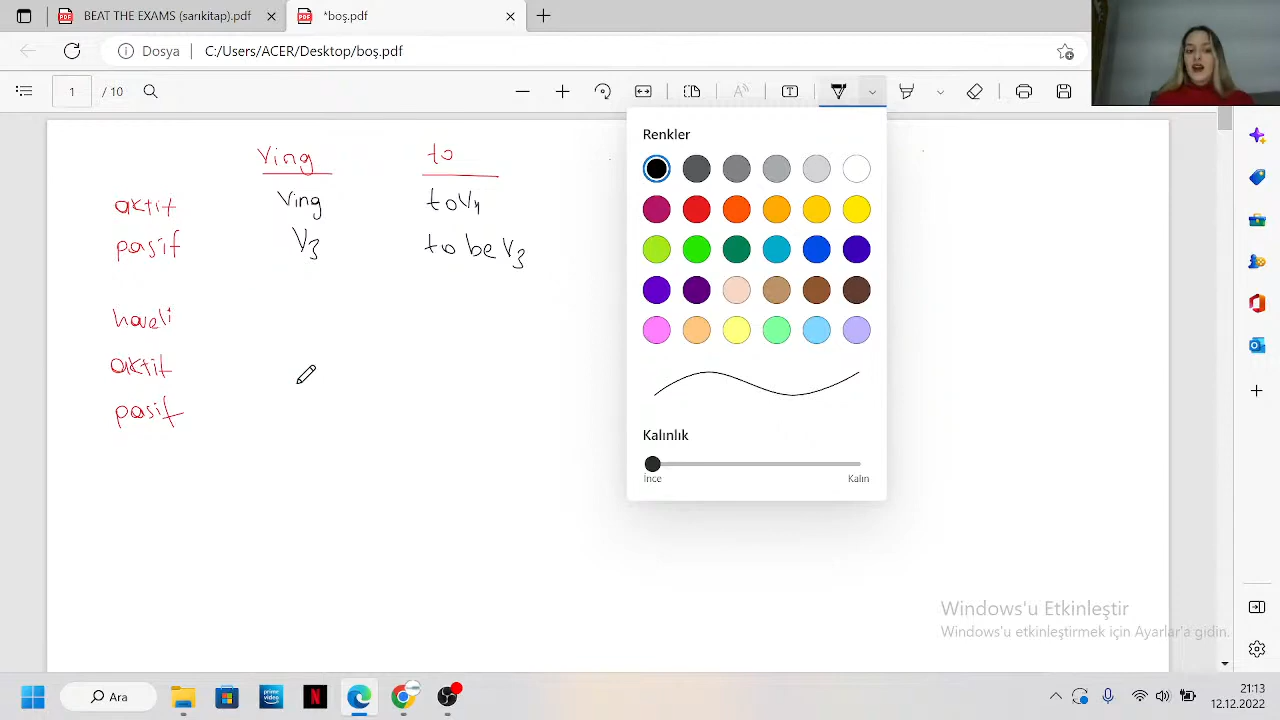 BEAT THE EXAMS (sarıkitap).pdf
*boş.pdf
Dosya
C:/Users/ACER/Desktop/boş.pdf
1 / 10
Ving to
aktif Ving toV1
pasif V3 to be V3
haveli
aktif
pasif
Renkler
Kalınlık
İnce Kalın
Windows'u Etkinleştir
Windows'u etkinleştirmek için Ayarlar'a gidin.
Ara
prime video
N
21:13
12.12.2022